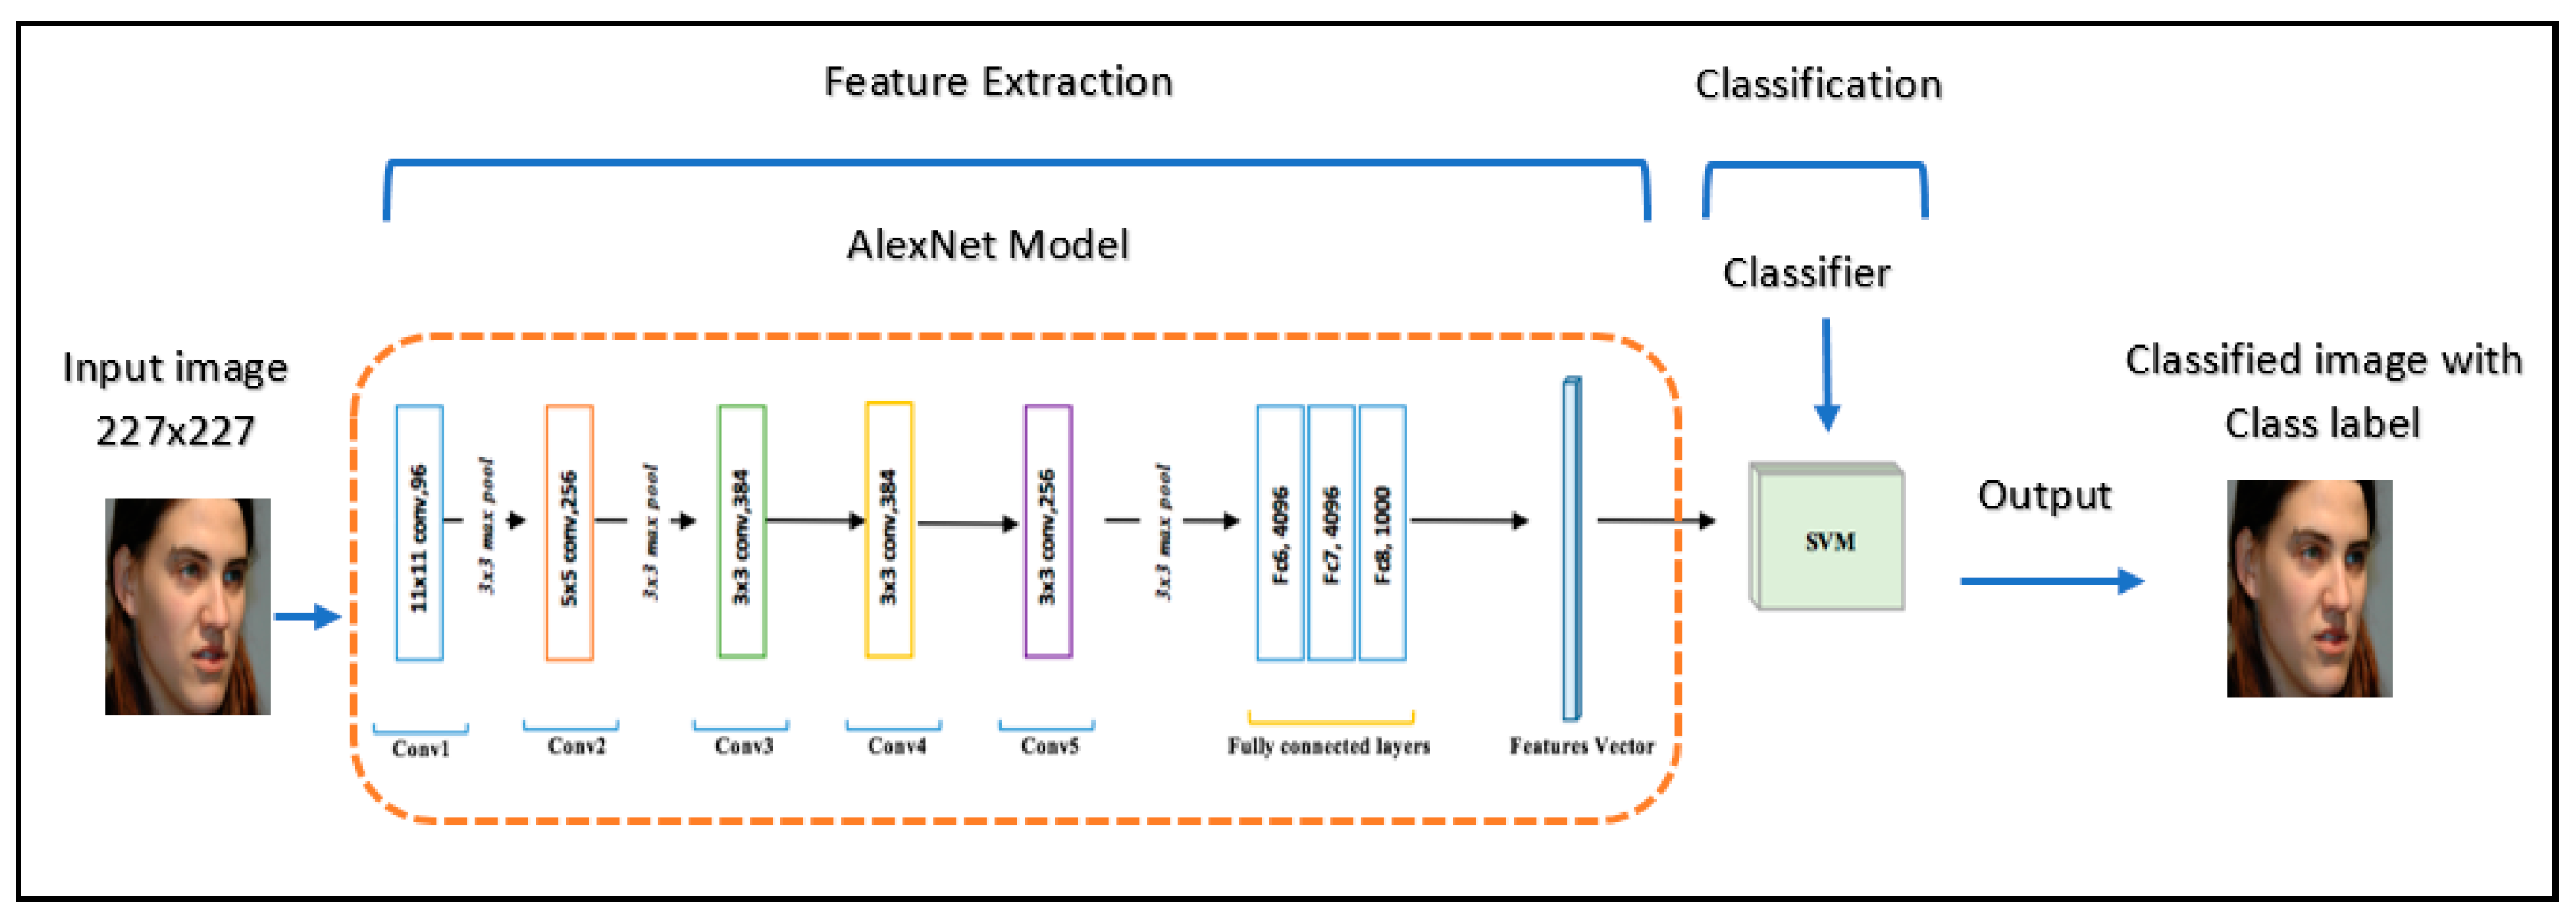 Feature Extraction
Classification
AlexNet Model
Classifier
Input image
227x227
Classified image with
Class label
Output
11x11 conv,96
3x3 max pool
5x5 conv,256
3x3 max pool
3x3 conv,384
3x3 conv,384
3x3 conv,256
3x3 max pool
Fc6, 4096
Fc7, 4096
Fc8, 1000
SVM
Conv1
Conv2
Conv3
Conv4
Conv5
Fully connected layers
Features Vector